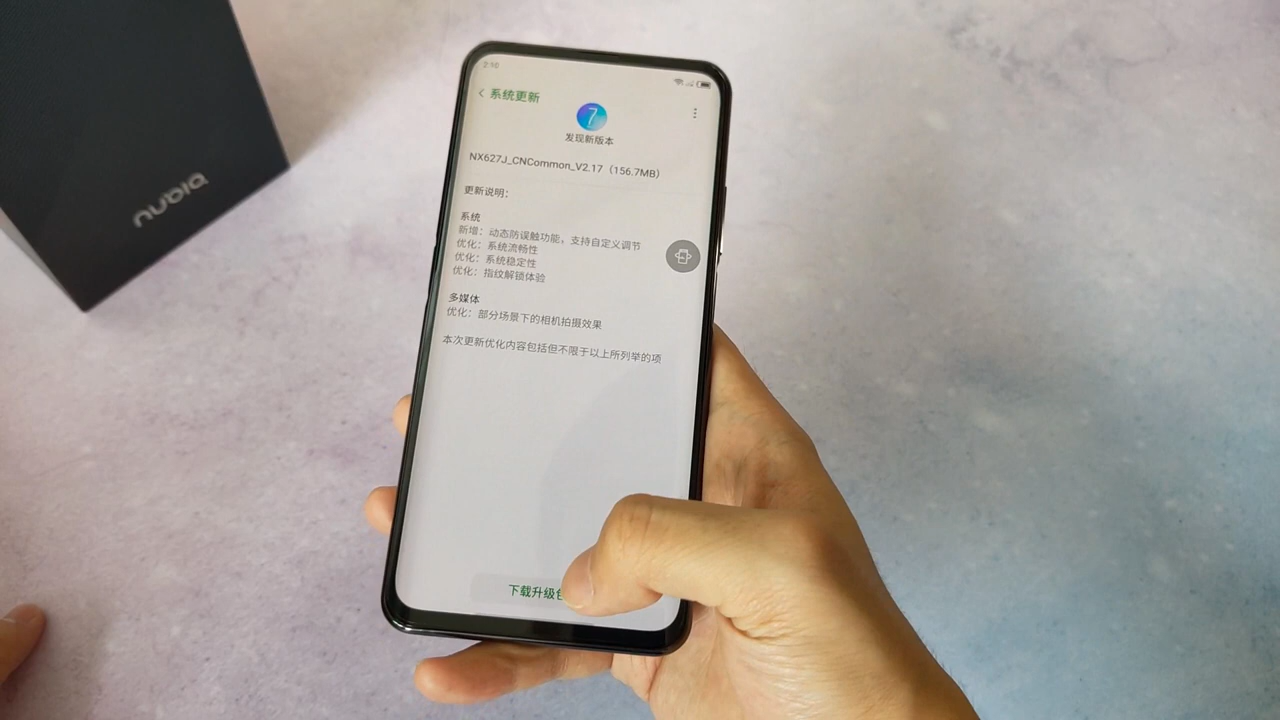 nubia
2:10
系统更新
7
发现新版本
NX627J_CNCommon_V2.17（156.7MB）
更新说明：
系统
新增：动态防误触功能，支持自定义调节
优化：系统流畅性
优化：系统稳定性
优化：指纹解锁体验
多媒体
优化：部分场景下的相机拍摄效果
本次更新优化内容包括但不限于以上所列举的项
下载升级包